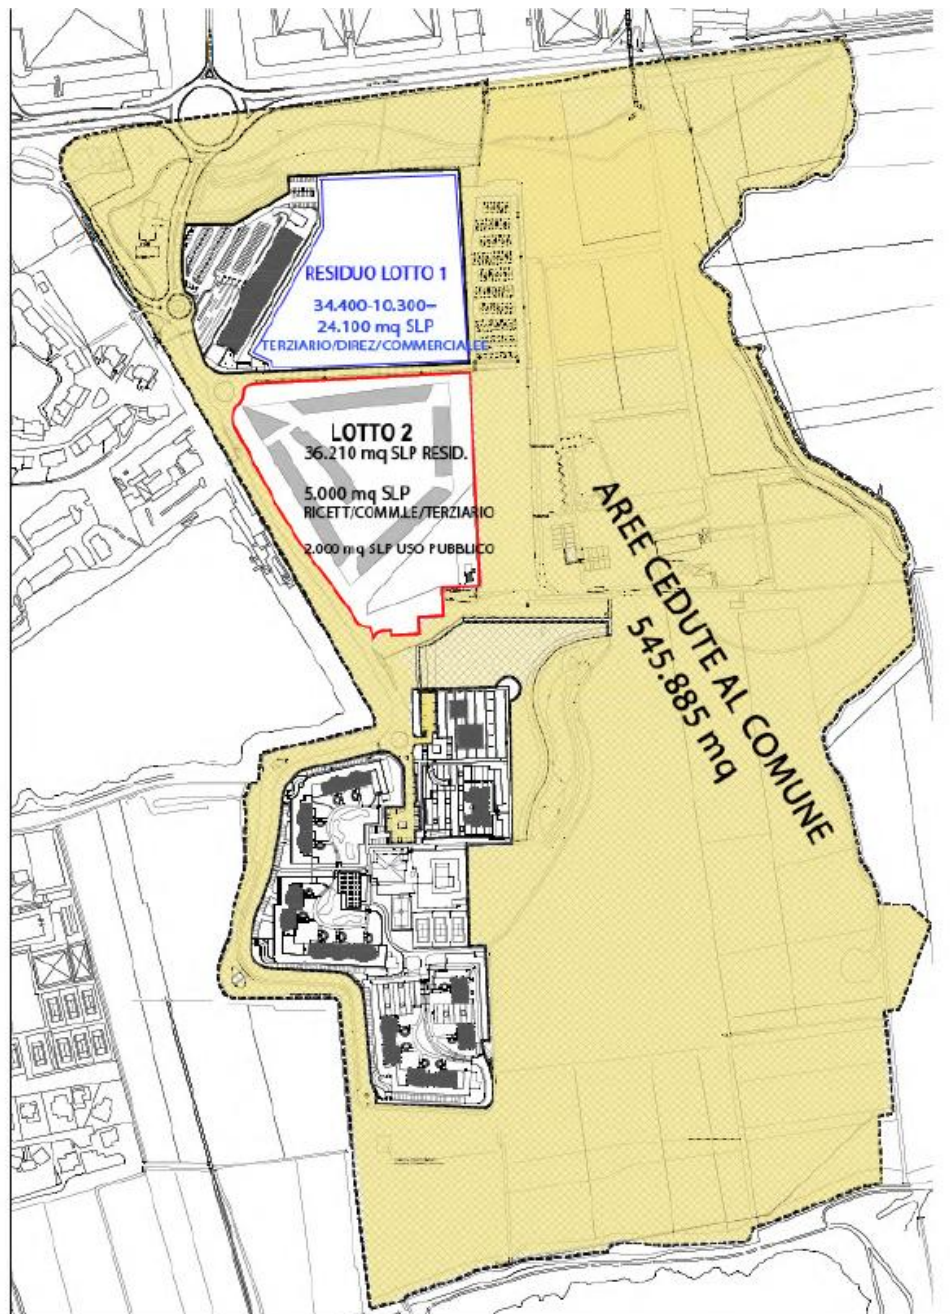 RESIDUO LOTTO 1
34.400-10.300=
24.100 mq SLP
TERZIARIO/DIREZ/COMMERCIALEE
LOTTO 2
36.210 mq SLP RESID.
5.000 mq SLP
RICETT/COMM.LE/TERZIARIO
2.000 mq SLP USO PUBBLICO
AREE CEDUTE AL COMUNE
545.885 mq